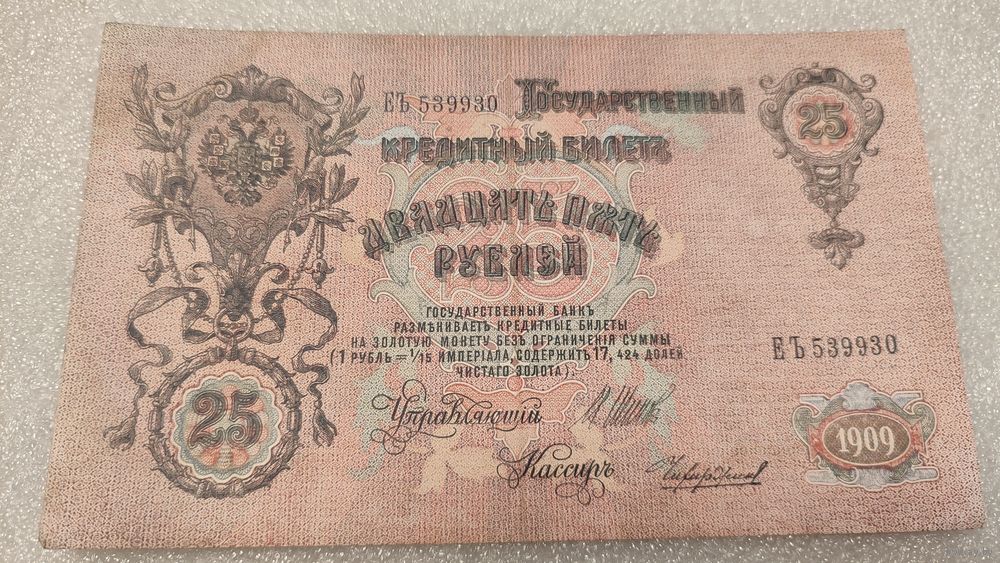 ЕЪ 539930 Государственный
25
Кредитный Билетъ
Двадцать пять
рублей
Государственный Банкъ
размѣниваетъ кредитные билеты
на золотую монету безъ ограниченія суммы
(1 рубль = 1/15 имперіала, содержитъ 17, 424 долей
чистаго золота).
ЕЪ 539930
25
Управляющій
1909
Кассиръ